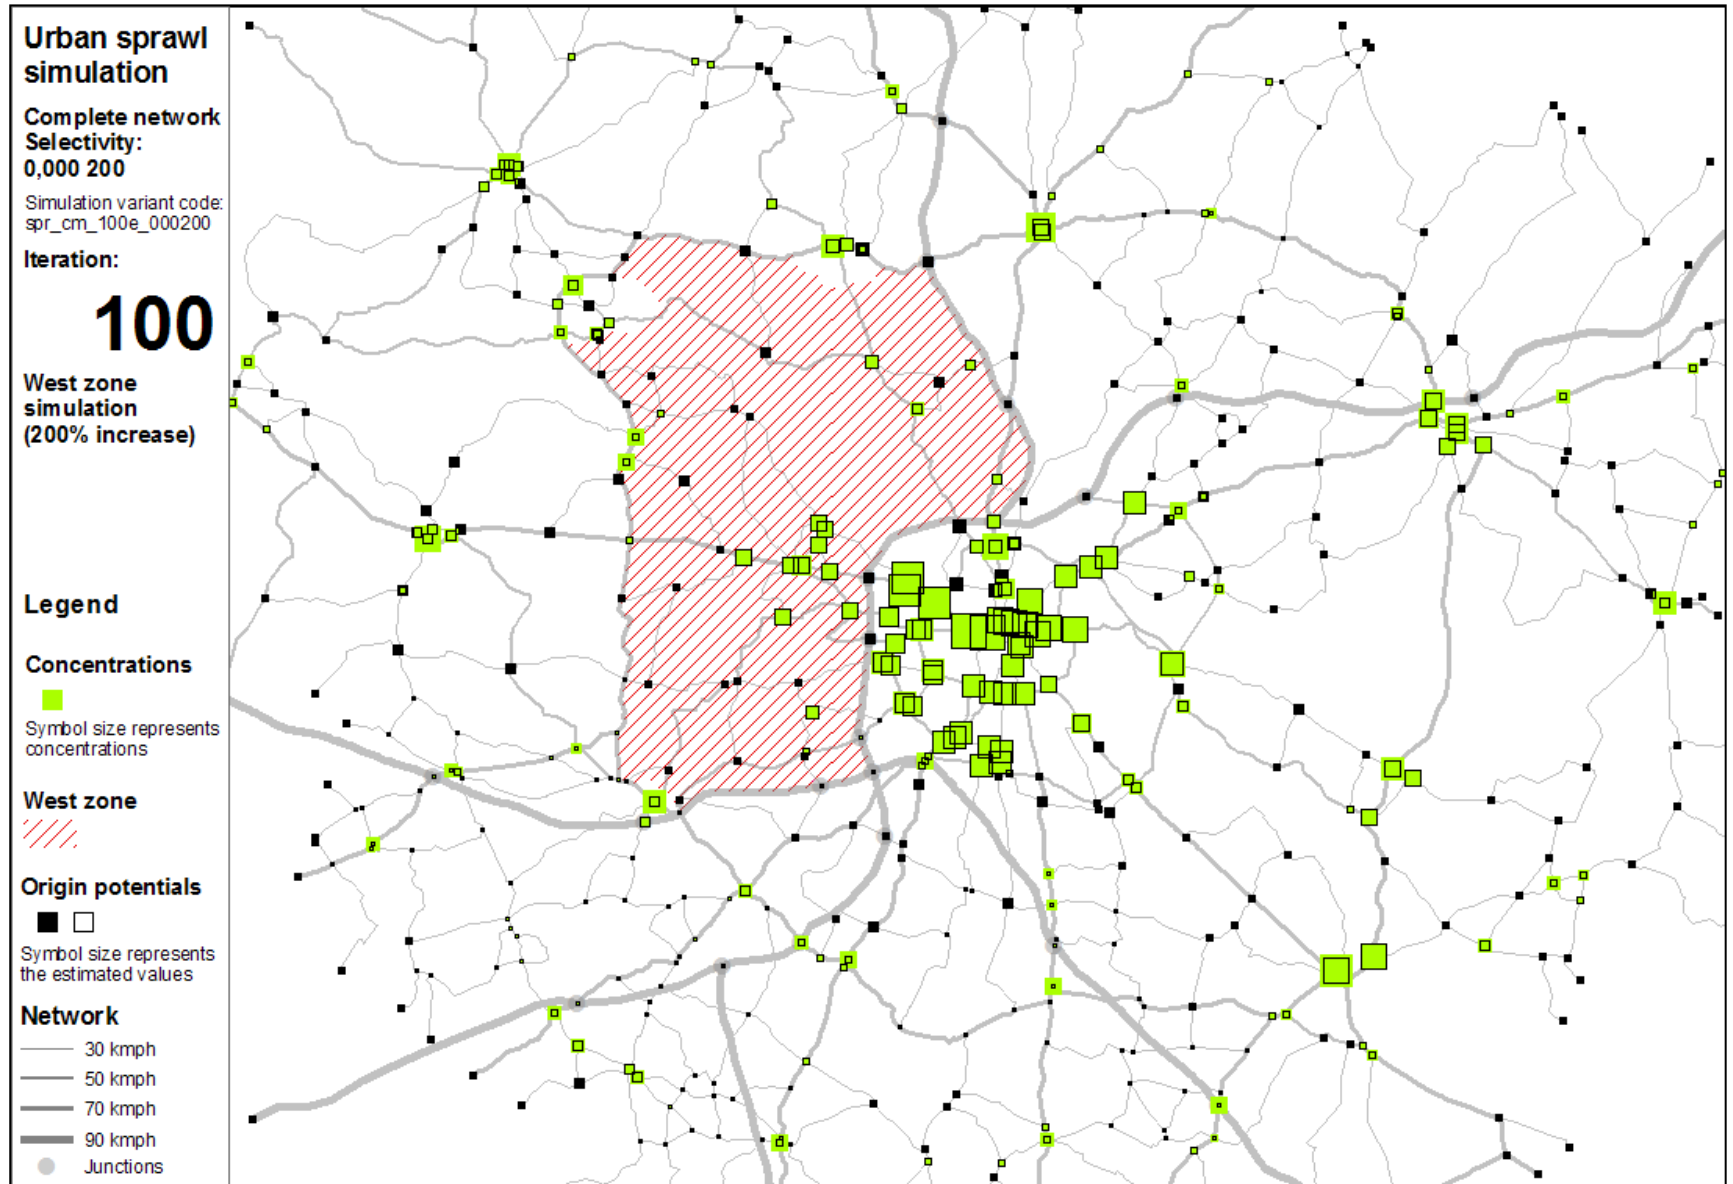 Urban sprawl
simulation
Complete network
Selectivity:
0,000 200
Simulation variant code:
spr_cm_100e_000200
Iteration:
100
West zone
simulation
(200% increase)
Legend
Concentrations
Symbol size represents
concentrations
West zone
Origin potentials
Symbol size represents
the estimated values
Network
30 kmph
50 kmph
70 kmph
90 kmph
Junctions